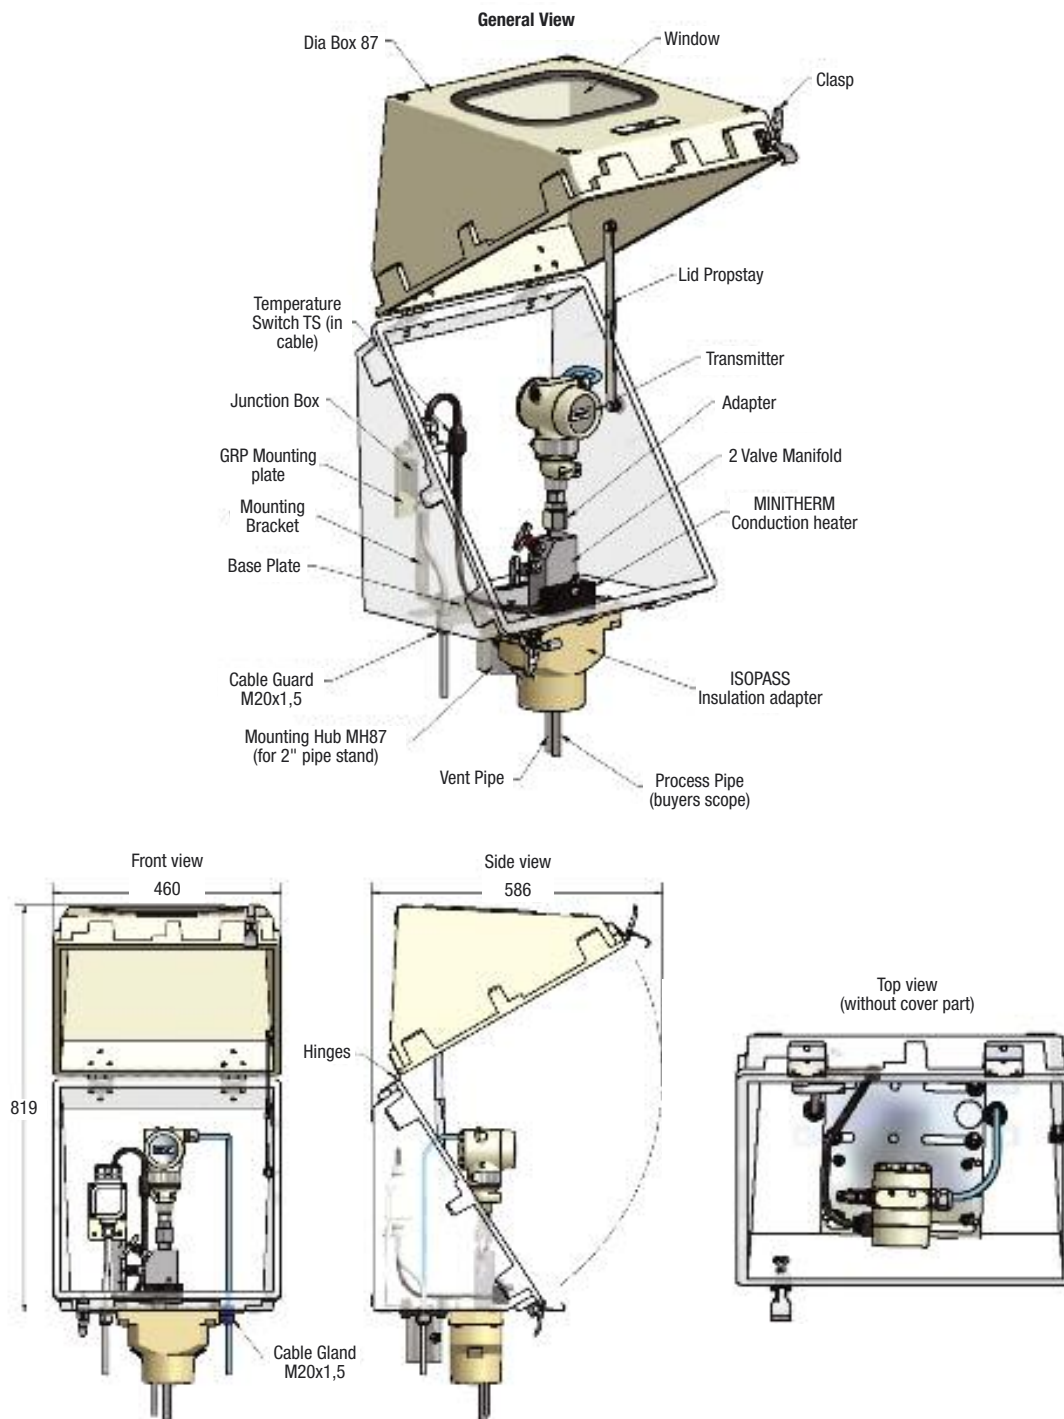 General View
Dia Box 87
Window
Clasp
Lid Propstay
Temperature
Switch TS (in
cable)
Transmitter
Junction Box
Adapter
GRP Mounting
plate
2 Valve Manifold
Mounting
Bracket
MINITHERM
Conduction heater
Base Plate
Cable Guard
M20x1,5
ISOPASS
Insulation adapter
Mounting Hub MH87
(for 2" pipe stand)
Vent Pipe
Process Pipe
(buyers scope)
Front view
460
Side view
586
Top view
(without cover part)
Hinges
819
Cable Gland
M20x1,5